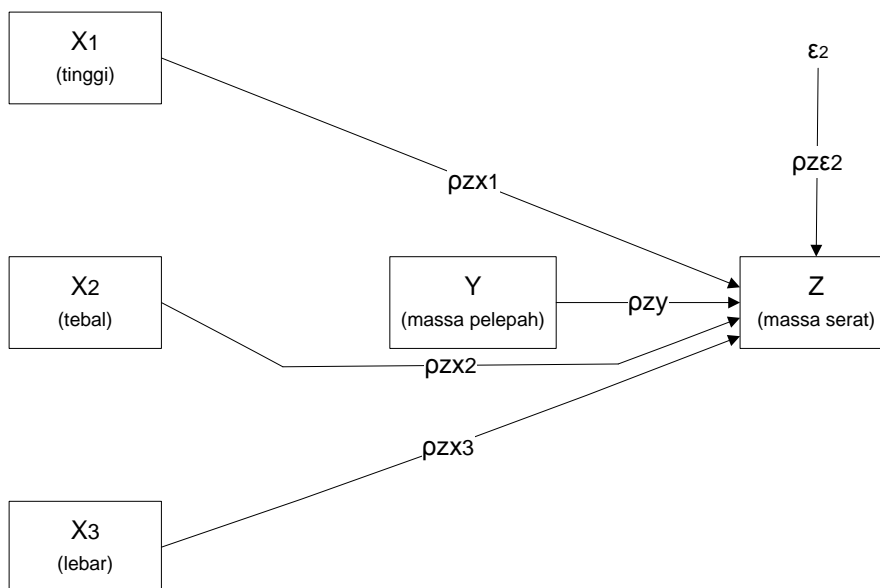 X1
(tinggi)
ε2
ρzx1
ρzε2
X2
(tebal)
Y
(massa pelepah)
ρzy
Z
(massa serat)
ρzx2
ρzx3
X3
(lebar)